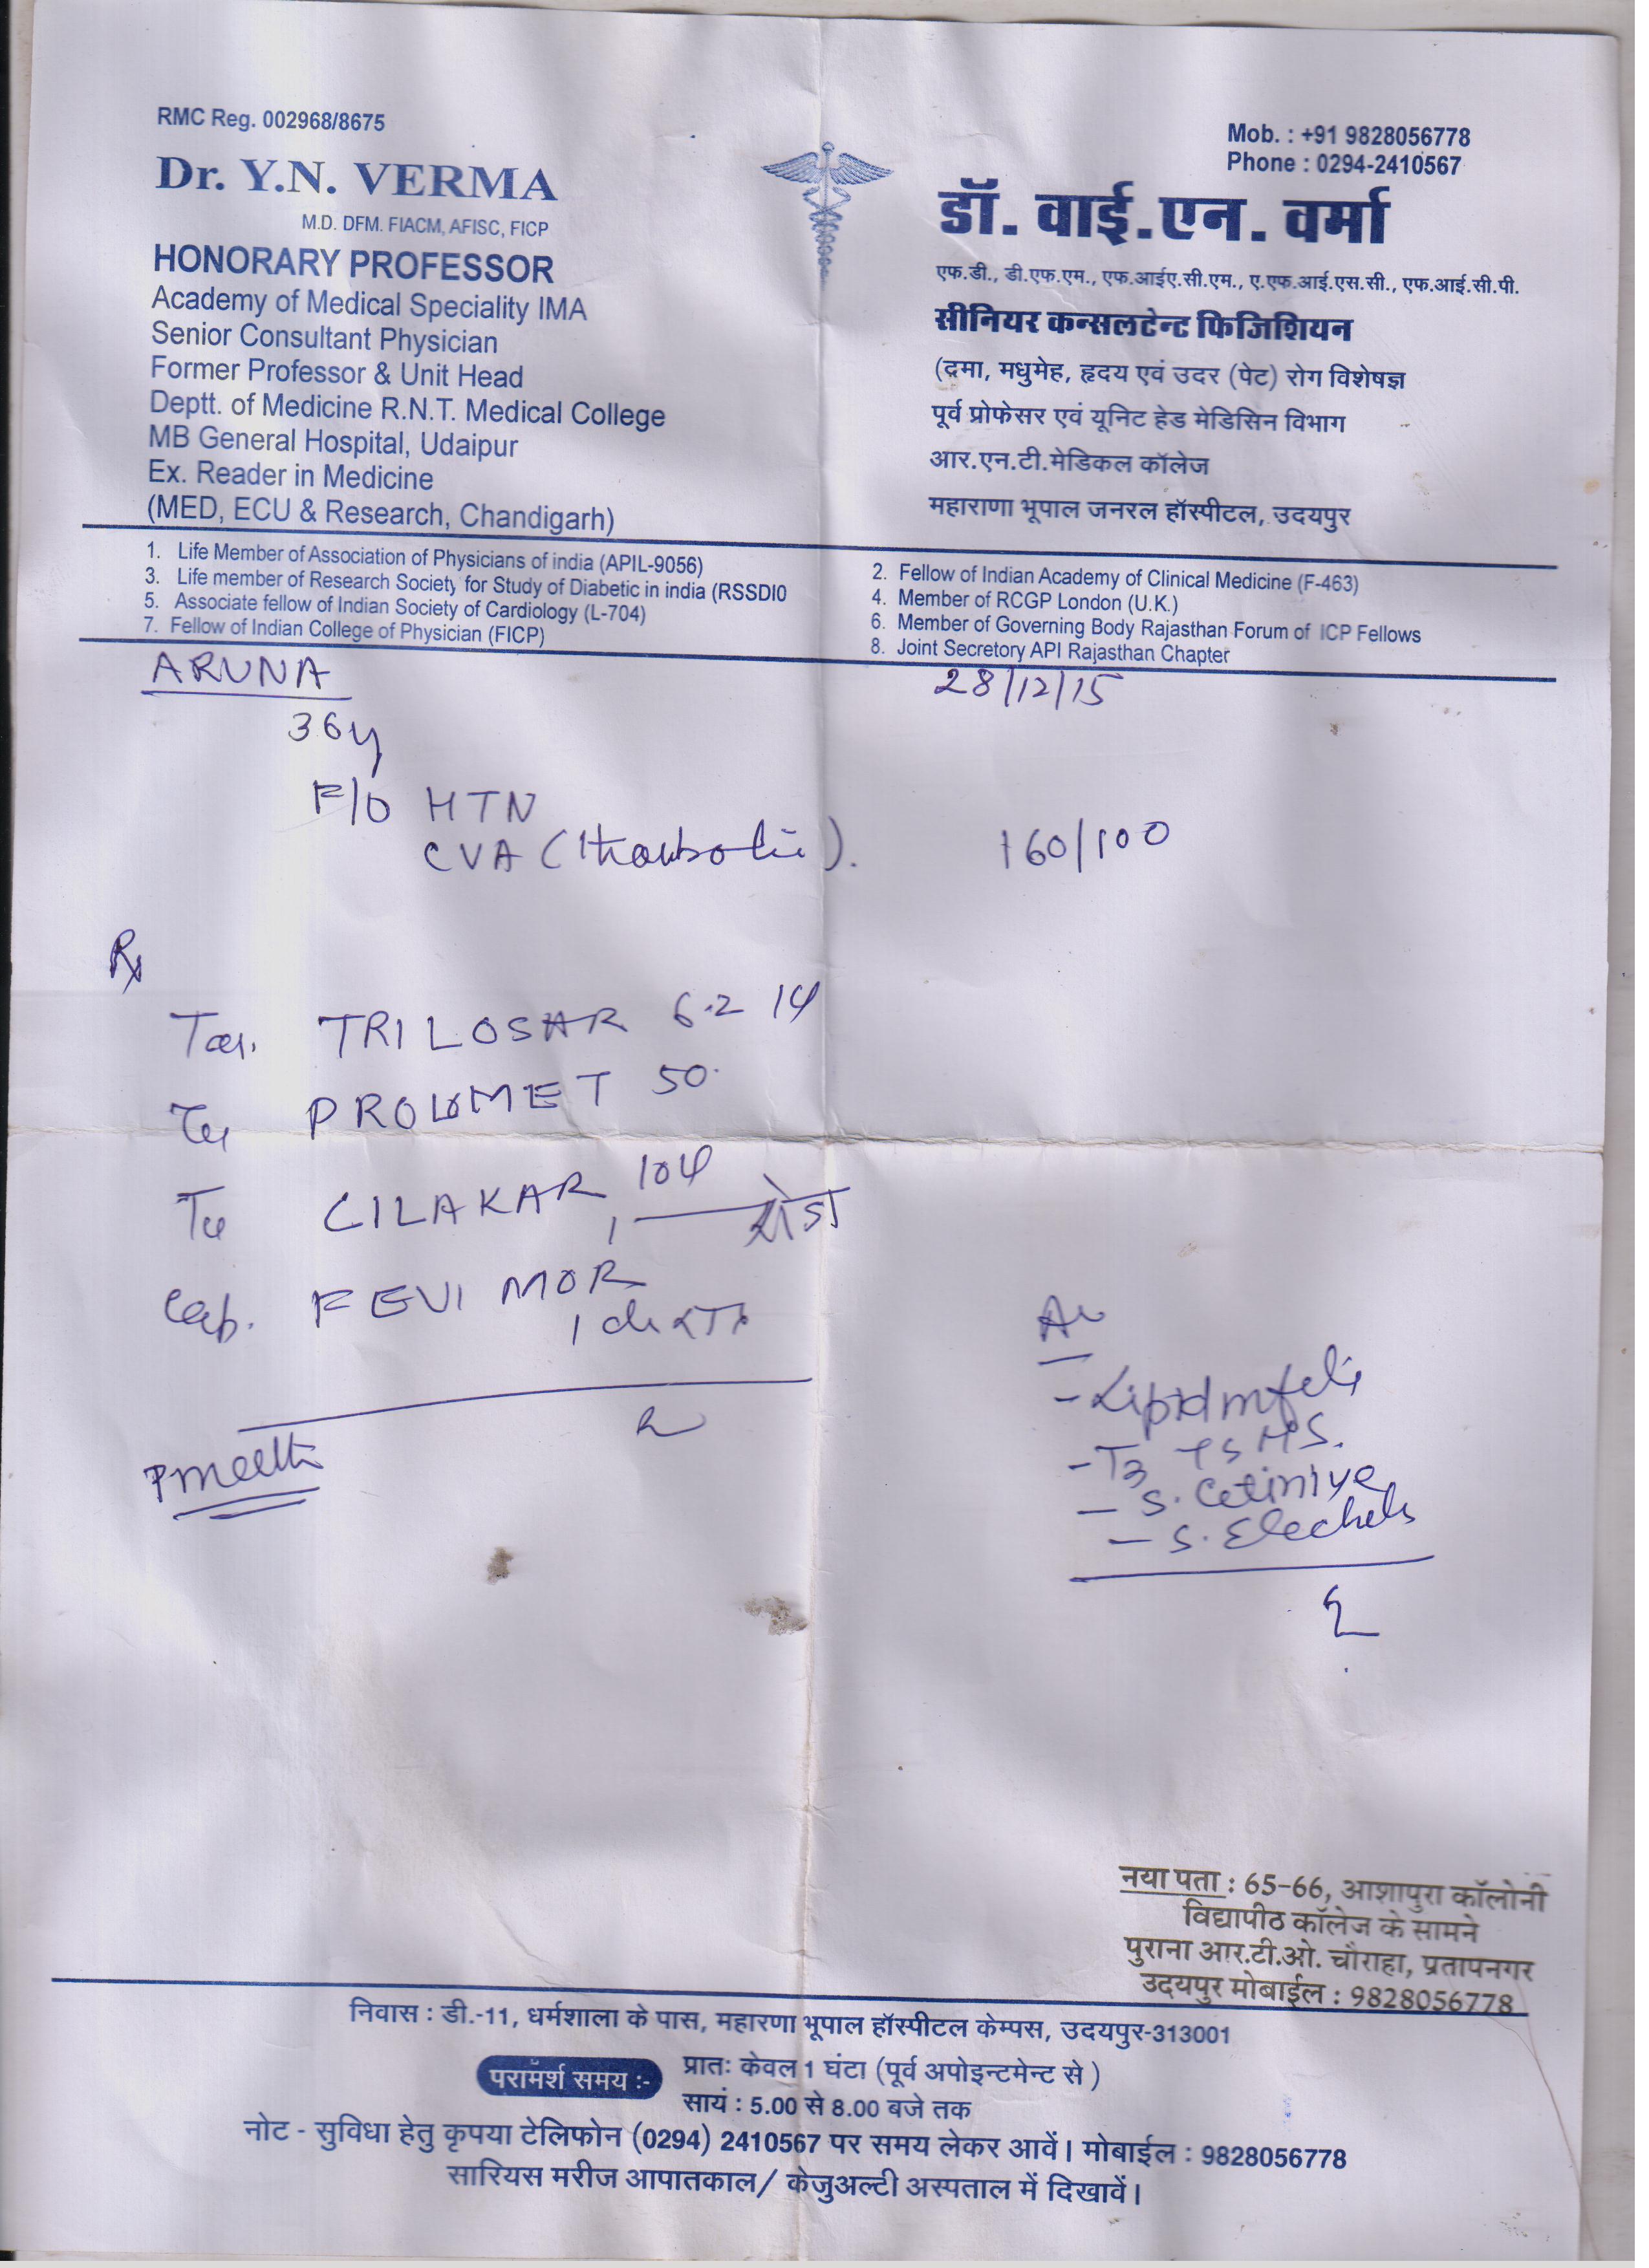 RMC Reg. 002968/8675
Dr. Y.N. VERMA
M.D. DFM. FIACM, AFISC, FICP
HONORARY PROFESSOR
Academy of Medical Speciality IMA
Senior Consultant Physician
Former Professor & Unit Head
Deptt. of Medicine R.N.T. Medical College
MB General Hospital, Udaipur
Ex. Reader in Medicine
(MED, ECU & Research, Chandigarh)
Mob. : +91 9828056778
Phone : 0294-2410567
डॉ. वाई.एन. वर्मा
एफ.डी., डी.एफ.एम., एफ.आईए.सी.एम., ए.एफ.आई.एस.सी., एफ.आई.सी.पी.
सीनियर कन्सलटेन्ट फिजिशियन
(दमा, मधुमेह, हृदय एवं उदर (पेट) रोग विशेषज्ञ
पूर्व प्रोफेसर एवं यूनिट हेड मेडिसिन विभाग
आर.एन.टी.मेडिकल कॉलेज
महाराणा भूपाल जनरल हॉस्पीटल, उदयपुर
1. Life Member of Association of Physicians of india (APIL-9056)
2. Fellow of Indian Academy of Clinical Medicine (F-463)
3. Life member of Research Society for Study of Diabetic in india (RSSDI0
4. Member of RCGP London (U.K.)
5. Associate fellow of Indian Society of Cardiology (L-704)
6. Member of Governing Body Rajasthan Forum of ICP Fellows
7. Fellow of Indian College of Physician (FICP)
8. Joint Secretory API Rajasthan Chapter
ARUNA
28/12/15
36y
F/O HTN
CVA ( ).
160/100
Rx
TRILOSAR 6.2
50
CILAKAR
Cap. FEVI MOR
- Lipid
- T3
- S.
- S.
नया पता : 65-66, आशापुरा कॉलोनी
विद्यापीठ कॉलेज के सामने
पुराना आर.टी.ओ. चौराहा, प्रतापनगर
उदयपुर मोबाईल : 9828056778
निवास : डी.-11, धर्मशाला के पास, महारणा भूपाल हॉस्पीटल केम्पस, उदयपुर-313001
परामॅर्श समय :- प्रातः केवल 1 घंटा (पूर्व अपोइन्टमेन्ट से )
सायं : 5.00 से 8.00 बजे तक
नोट - सुविधा हेतु कृपया टेलिफोन (0294) 2410567 पर समय लेकर आवें। मोबाईल : 9828056778
सारियस मरीज आपातकाल/ केजुअल्टी अस्पताल में दिखावें।